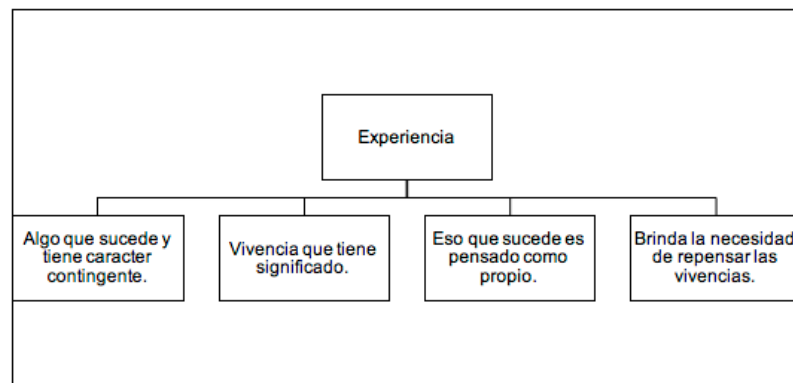 Experiencia
Algo que sucede y
tiene caracter
contingente.
Vivencia que tiene
significado.
Eso que sucede es
pensado como
propio.
Brinda la necesidad
de repensar las
vivencias.